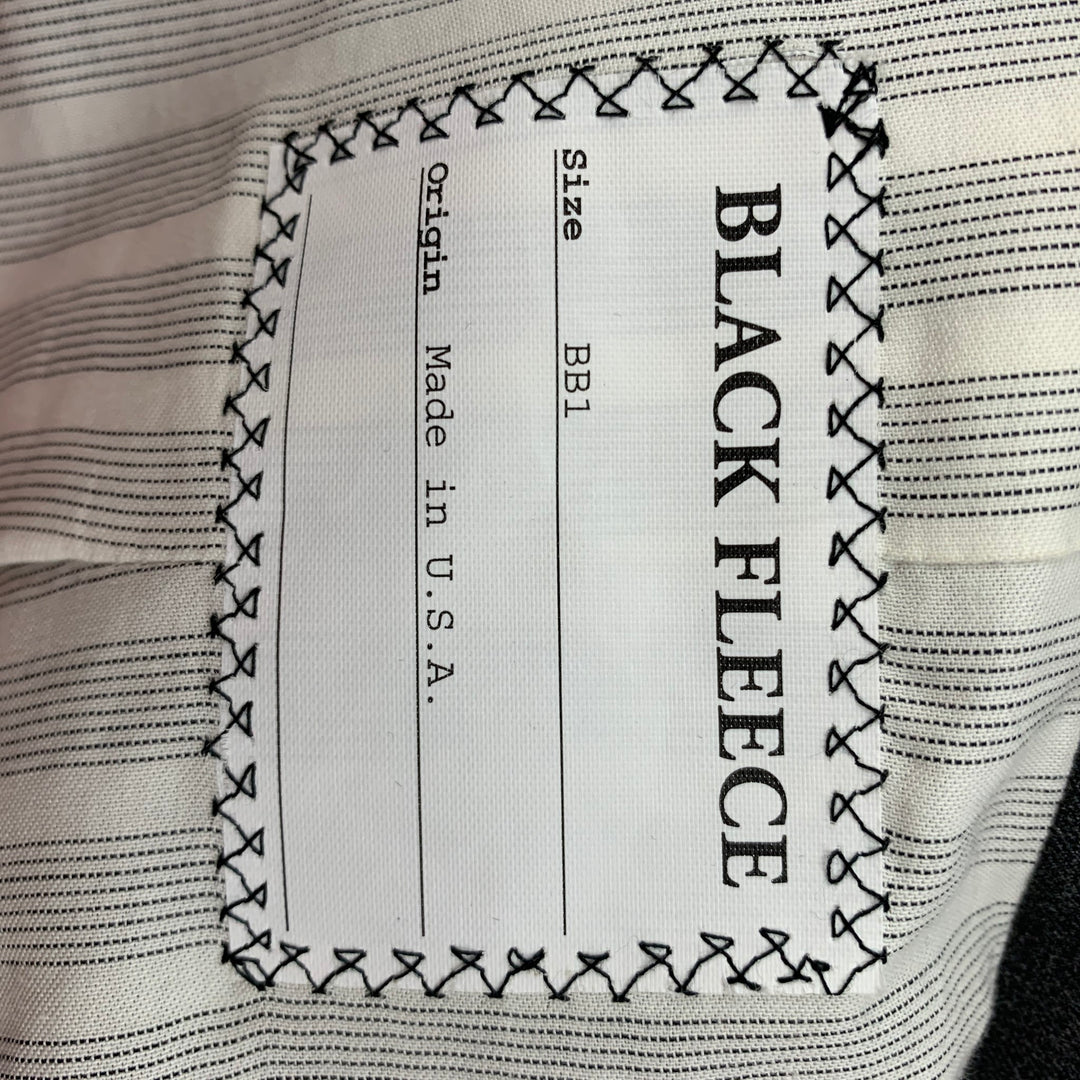 BLACK FLEECE
Size BB1
Origin Made in U.S.A.